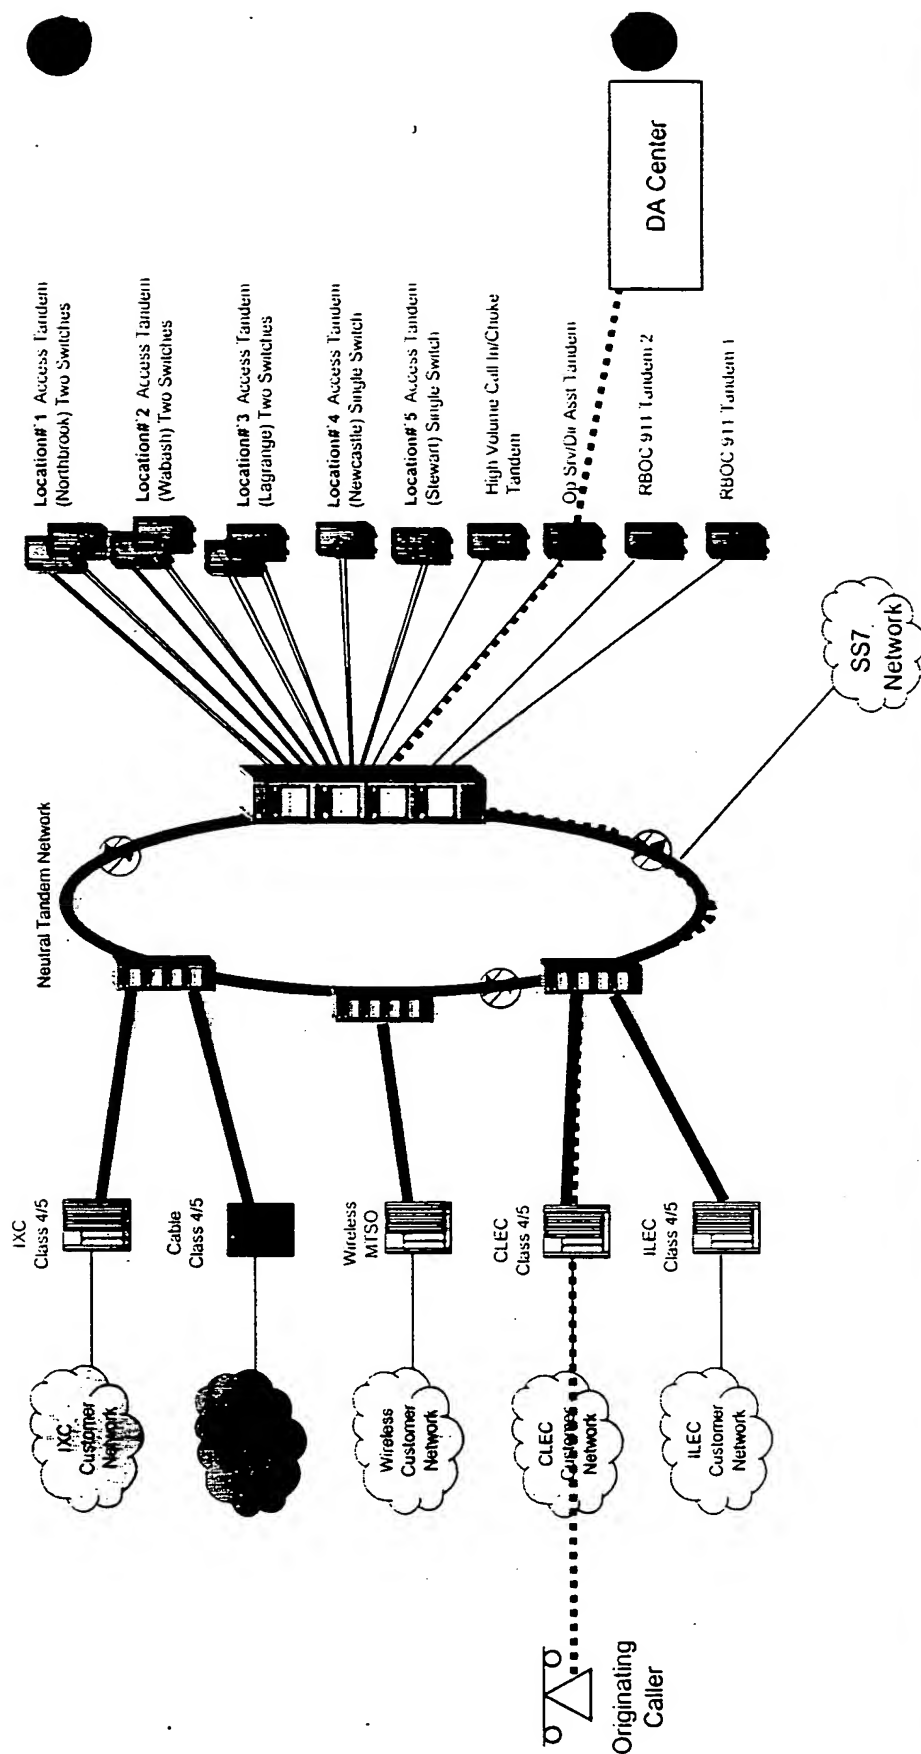 Neutral Tandem Network
IXC
Class 4/5
Cable
Class 4/5
Wireless
MTSO
CLEC
Class 4/5
ILEC
Class 4/5
IXC
Customer
Network
Wireless
Customer
Network
CLEC
Customer
Network
ILEC
Customer
Network
Originating
Caller
Location# 1 Access Tandem
(Northbrook) Two Switches
Location# 2 Access Tandem
(Wabash) Two Switches
Location# 3 Access Tandem
(Lagrange) Two Switches
Location# 4 Access Tandem
(Newcastle) Single Switch
Location# 5 Access Tandem
(Stewart) Single Switch
High Volume Call In/Choke
Tandem
Op Srv/Dir Asst Tandem
RBOC 911 Tandem 2
RBOC 911 Tandem 1
DA Center
SS7
Network